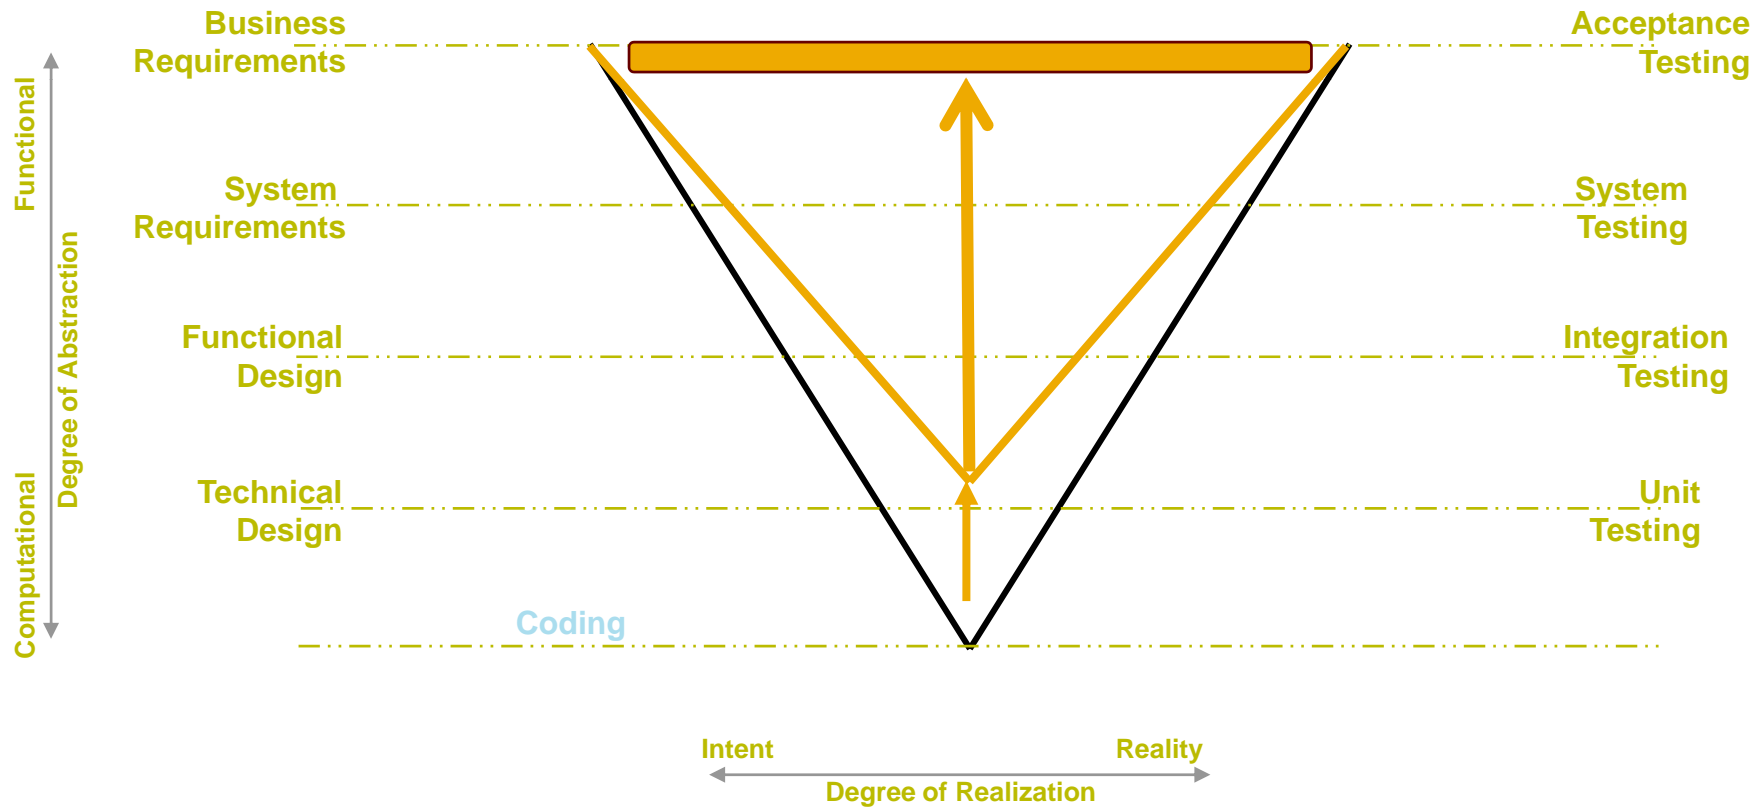 Business
Requirements
Acceptance
Testing
Functional
System
Requirements
System
Testing
Degree of Abstraction
Functional
Design
Integration
Testing
Computational
Technical
Design
Unit
Testing
Coding
Intent
Reality
Degree of Realization